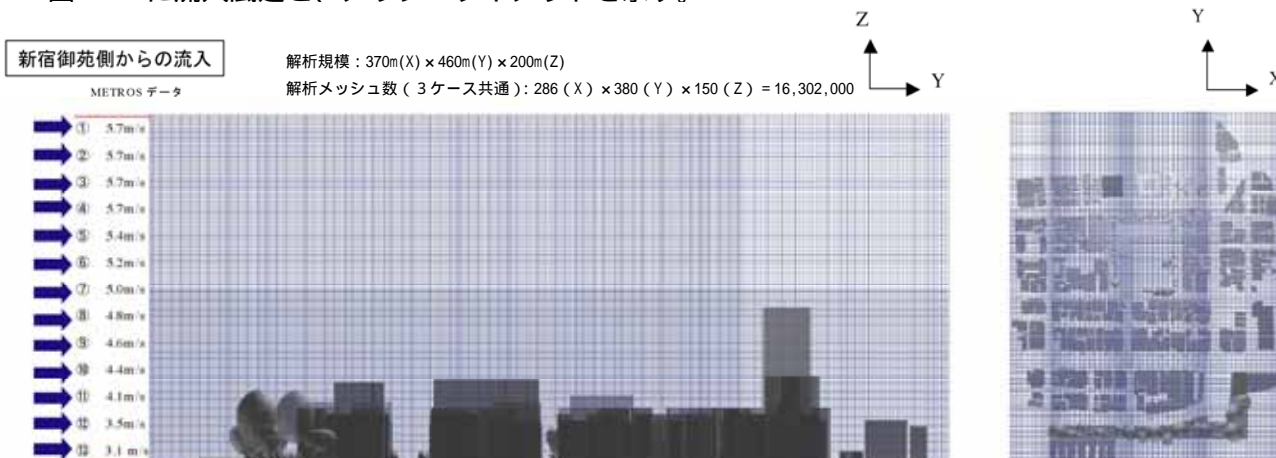 新宿御苑側からの流入
METROS データ
解析規模：370m(X)×460m(Y)×200m(Z)
解析メッシュ数（３ケース共通）：286（X）×380（Y）×150（Z）=16,302,000
Z
Y
Y
X
① 5.7m/s
② 5.7m/s
③ 5.7m/s
④ 5.7m/s
⑤ 5.4m/s
⑥ 5.2m/s
⑦ 5.0m/s
⑧ 4.8m/s
⑨ 4.6m/s
⑩ 4.4m/s
⑪ 4.1m/s
⑫ 3.5m/s
⑬ 3.1 m/s